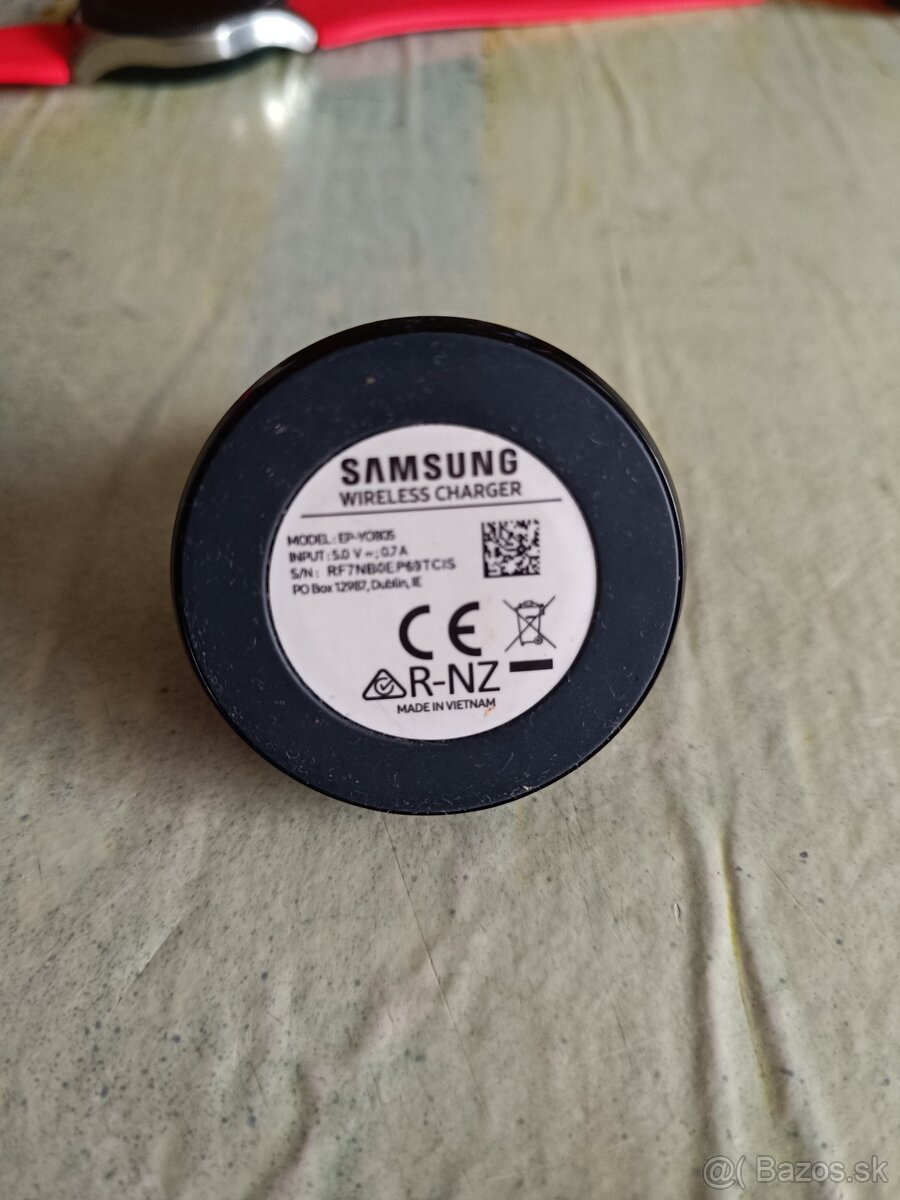 SAMSUNG
WIRELESS CHARGER
MODEL: EP-YO805
INPUT: 5.0 V ⎓; 0.7 A
S/N:
PO Box 12987, Dublin, IE
CE
R-NZ
MADE IN VIETNAM
@( Bazos.sk